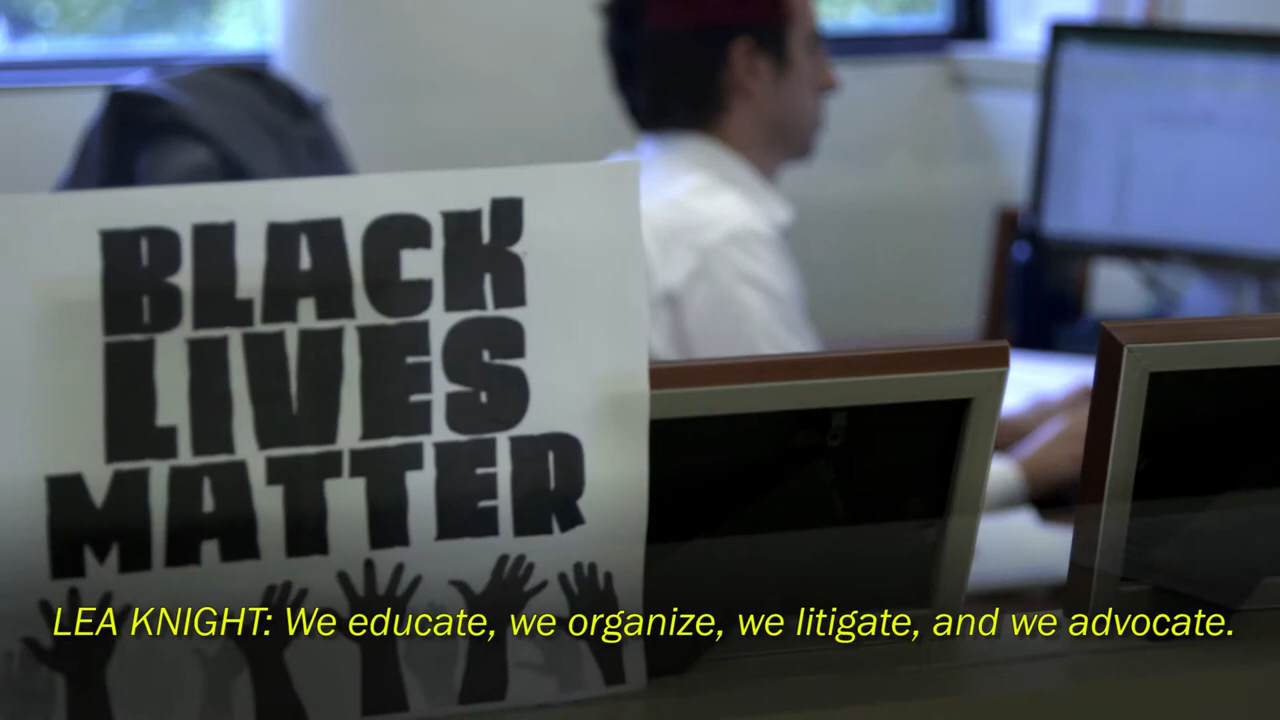 BLACK
LIVES
MATTER
LEA KNIGHT: We educate, we organize, we litigate, and we advocate.